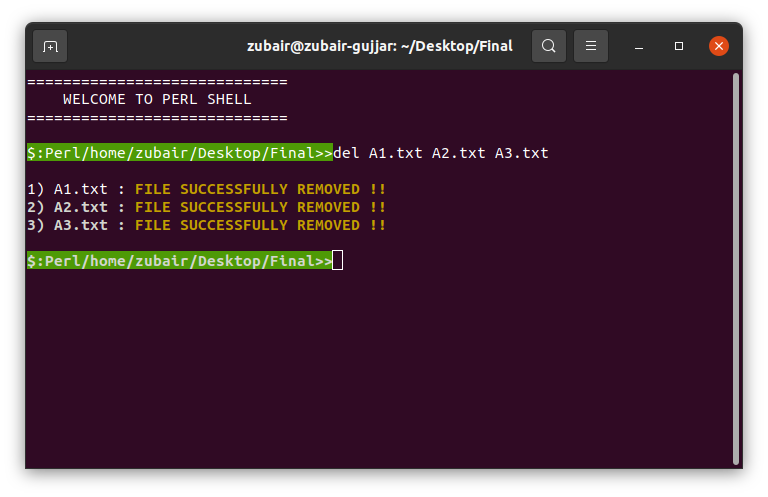 zubair@zubair-gujjar: ~/Desktop/Final
=============================
WELCOME TO PERL SHELL
=============================
$:Perl/home/zubair/Desktop/Final>>del A1.txt A2.txt A3.txt
1) A1.txt : FILE SUCCESSFULLY REMOVED !!
2) A2.txt : FILE SUCCESSFULLY REMOVED !!
3) A3.txt : FILE SUCCESSFULLY REMOVED !!
$:Perl/home/zubair/Desktop/Final>>